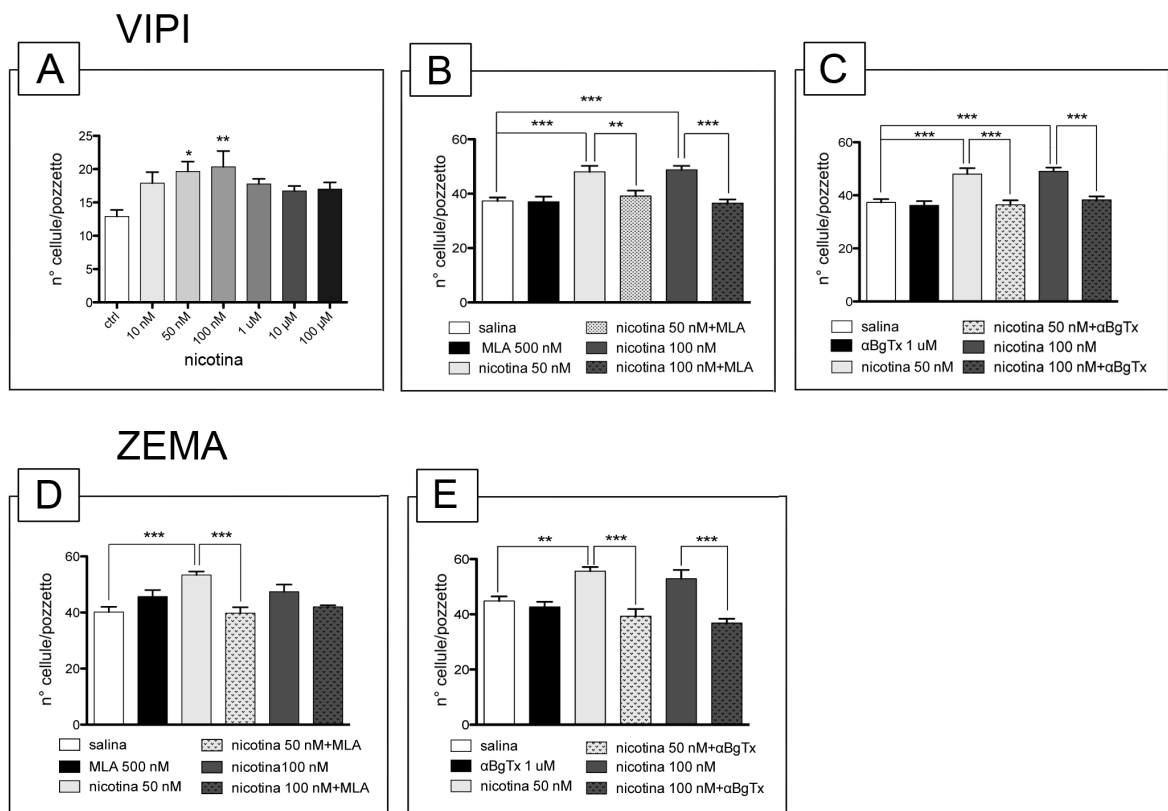 VIPI
A
n° cellule/pozzetto
25
20
15
10
5
0
*
**
ctrl
10 nM
50 nM
100 nM
1 uM
10 µM
100 µM
nicotina
B
n° cellule/pozzetto
60
40
20
0
***
***
**
***
salina
MLA 500 nM
nicotina 50 nM
nicotina 50 nM+MLA
nicotina 100 nM
nicotina 100 nM+MLA
C
n° cellule/pozzetto
60
40
20
0
***
***
***
***
salina
αBgTx 1 uM
nicotina 50 nM
nicotina 50 nM+αBgTx
nicotina 100 nM
nicotina 100 nM+αBgTx
ZEMA
D
n° cellule/pozzetto
60
40
20
0
***
***
salina
MLA 500 nM
nicotina 50 nM
nicotina 50 nM+MLA
nicotina100 nM
nicotina 100 nM+MLA
E
n° cellule/pozzetto
60
40
20
0
**
***
***
salina
αBgTx 1 uM
nicotina 50 nM
nicotina 50 nM+αBgTx
nicotina 100 nM
nicotina 100 nM+αBgTx